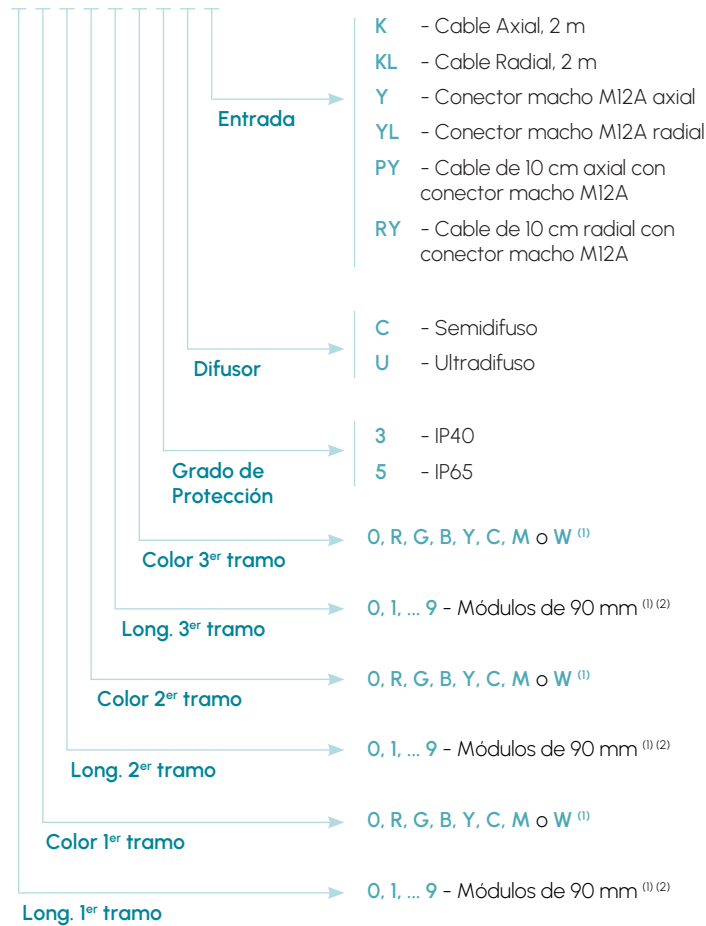 K - Cable Axial, 2 m
KL - Cable Radial, 2 m
Y - Conector macho M12A axial
YL - Conector macho M12A radial
PY - Cable de 10 cm axial con
conector macho M12A
RY - Cable de 10 cm radial con
conector macho M12A
Entrada
C - Semidifuso
U - Ultradifuso
Difusor
3 - IP40
5 - IP65
Grado de
Protección
0, R, G, B, Y, C, M o W (1)
Color 3er tramo
0, 1, ... 9 - Módulos de 90 mm (1) (2)
Long. 3er tramo
0, R, G, B, Y, C, M o W (1)
Color 2er tramo
0, 1, ... 9 - Módulos de 90 mm (1) (2)
Long. 2er tramo
0, R, G, B, Y, C, M o W (1)
Color 1er tramo
0, 1, ... 9 - Módulos de 90 mm (1) (2)
Long. 1er tramo